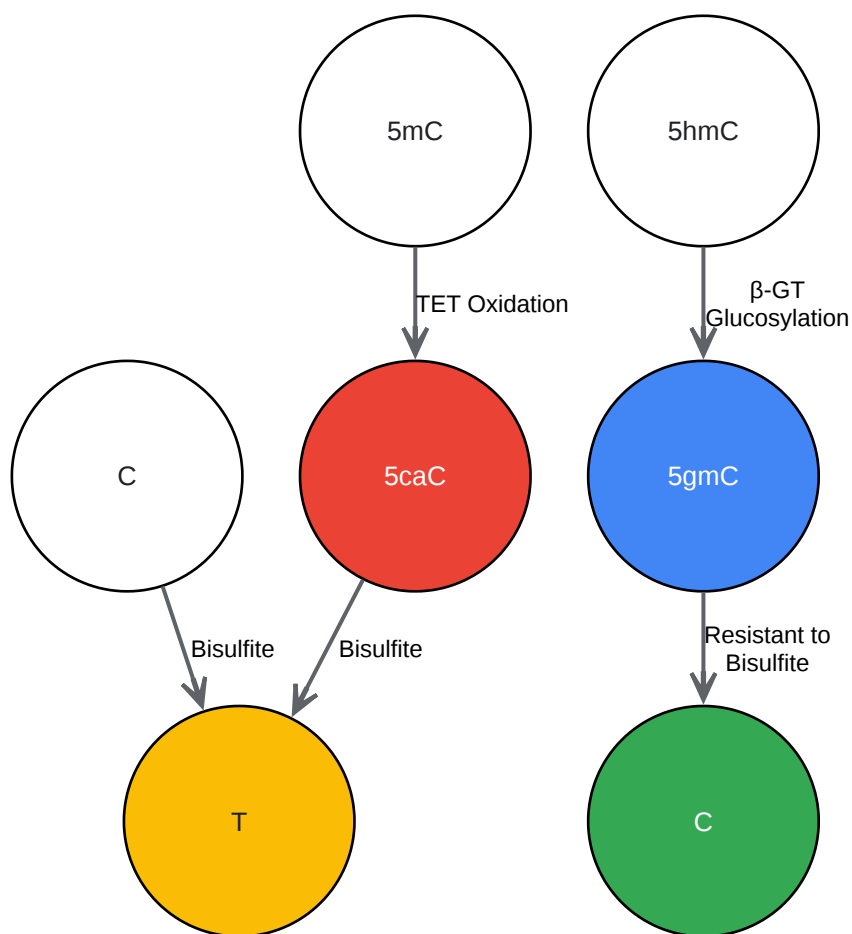 5mC
5hmC
TET Oxidation
β-GT
Glucosylation
C
5caC
5gmC
Bisulfite
Bisulfite
Resistant to
Bisulfite
T
C